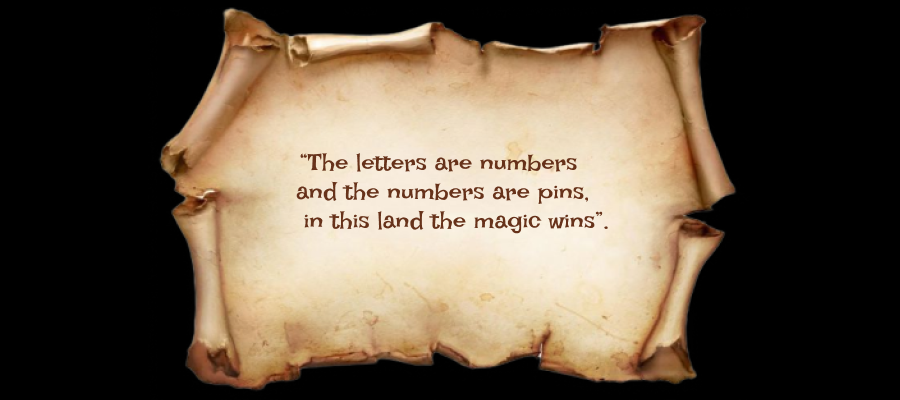 “The letters are numbers
and the numbers are pins,
in this land the magic wins”.